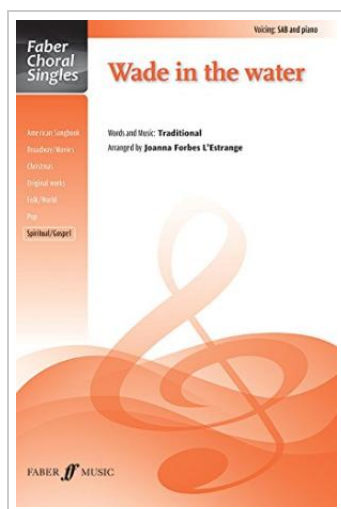 Voicing: SAB and piano
Faber
Choral
Singles
Wade in the water
Words and Music: Traditional
Arranged by Joanna Forbes L'Estrange
American Songbook
Broadway/Movies
Christmas
Original works
Folk/World
Pop
Spiritual/Gospel
FABER ff MUSIC